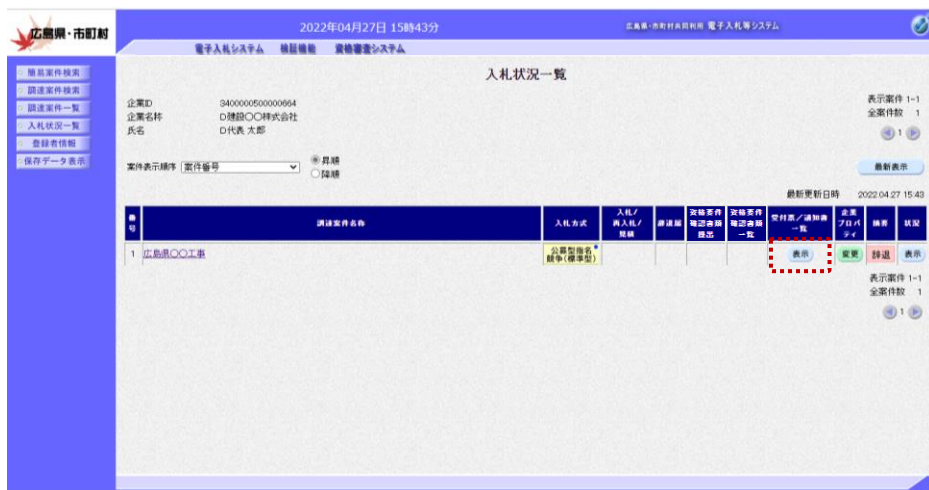 広島県・市町村
2022年04月27日 15時43分
広島県・市町村共同利用 電子入札等システム
電子入札システム 検証機能 資格審査システム
簡易案件検索
調達案件検索
調達案件一覧
入札状況一覧
登録者情報
保存データ表示
入札状況一覧
企業ID 3400000500000664
企業名称 D建設〇〇株式会社
氏名 D代表 太郎
表示案件 1-1
全案件数 1
1
案件表示順序 案件番号
昇順
降順
最新表示
最新更新日時 2022.04.27 15:43
番号 調達案件名称 入札方式 入札/再入札/見積 辞退届 資格要件確認書類提出 資格要件確認書類一覧 受付票/通知書一覧 企業プロパティ 摘要 状況
1 広島県〇〇工事 公募型指名競争(標準型) 表示 変更 辞退 表示
表示案件 1-1
全案件数 1
1